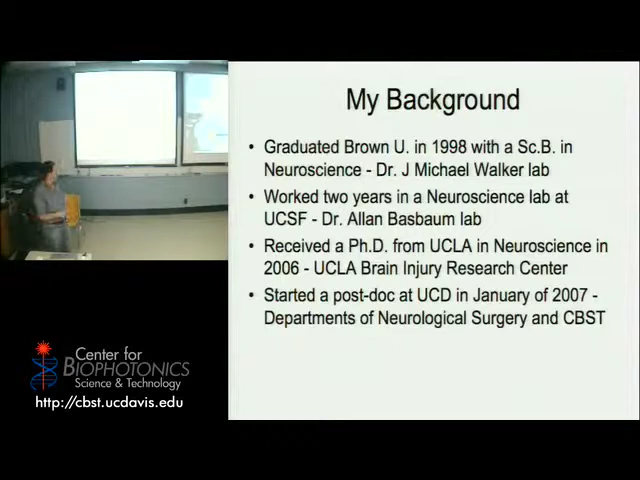 My Background
• Graduated Brown U. in 1998 with a Sc.B. in
Neuroscience - Dr. J Michael Walker lab
• Worked two years in a Neuroscience lab at
UCSF - Dr. Allan Basbaum lab
• Received a Ph.D. from UCLA in Neuroscience in
2006 - UCLA Brain Injury Research Center
• Started a post-doc at UCD in January of 2007 -
Departments of Neurological Surgery and CBST
Center for
BIOPHOTONICS
Science & Technology
http://cbst.ucdavis.edu